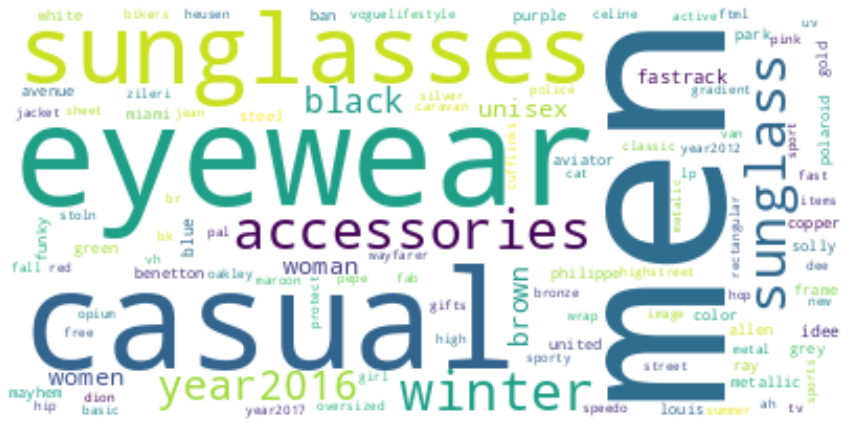 white bikers heusen ban voguelifestyle purple celine active ftml uv
sunglasses
men
park pink gold
fastrack
avenue zileri black silver police gradient
jacket sheet miami jean steel caravan unisex
sunglass
polaroid
eyewear
cufflinks
classic van year2012 sport
aviator cat lp fast
metalic
items
br
stoln pal accessories
funky bk blue
rectangular
copper
green vh wayfarer solly
fall red benetton oakley woman philippe highstreet dee
maroon pepe fab frame
casual
protect
brown
gifts bronze hop new
opium wrap image color
free high united allen idee
sporty metal grey
women girl street ray
mayhem dion year2016 winter metallic sports
hip basic year2017 oversized speedo louis summer ah tv